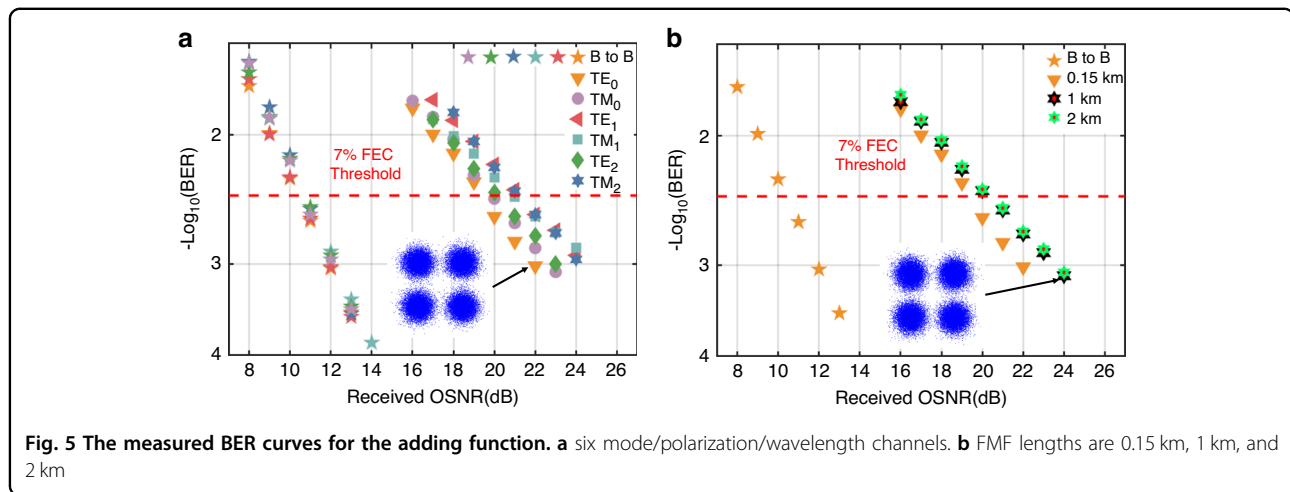 a
-Log10(BER)
2
3
4
8 10 12 14 16 18 20 22 24 26
Received OSNR(dB)
7% FEC
Threshold
B to B
TE0
TM0
TE1
TM1
TE2
TM2
b
-Log10(BER)
2
3
4
8 10 12 14 16 18 20 22 24 26
Received OSNR(dB)
7% FEC
Threshold
B to B
0.15 km
1 km
2 km
Fig. 5 The measured BER curves for the adding function. a six mode/polarization/wavelength channels. b FMF lengths are 0.15 km, 1 km, and
2 km